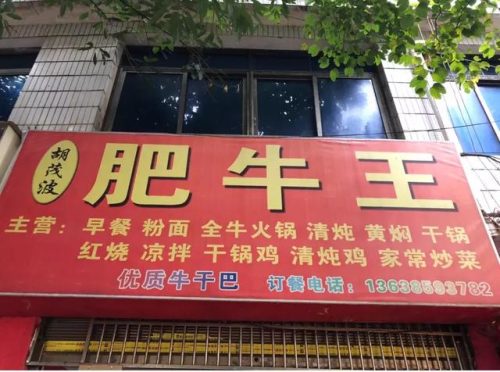 胡茂波
肥牛王
主营：早餐 粉面 全牛火锅 清炖 黄焖 干锅
红烧 凉拌 干锅鸡 清炖鸡 家常炒菜
优质牛干巴 订餐电话：13638593782